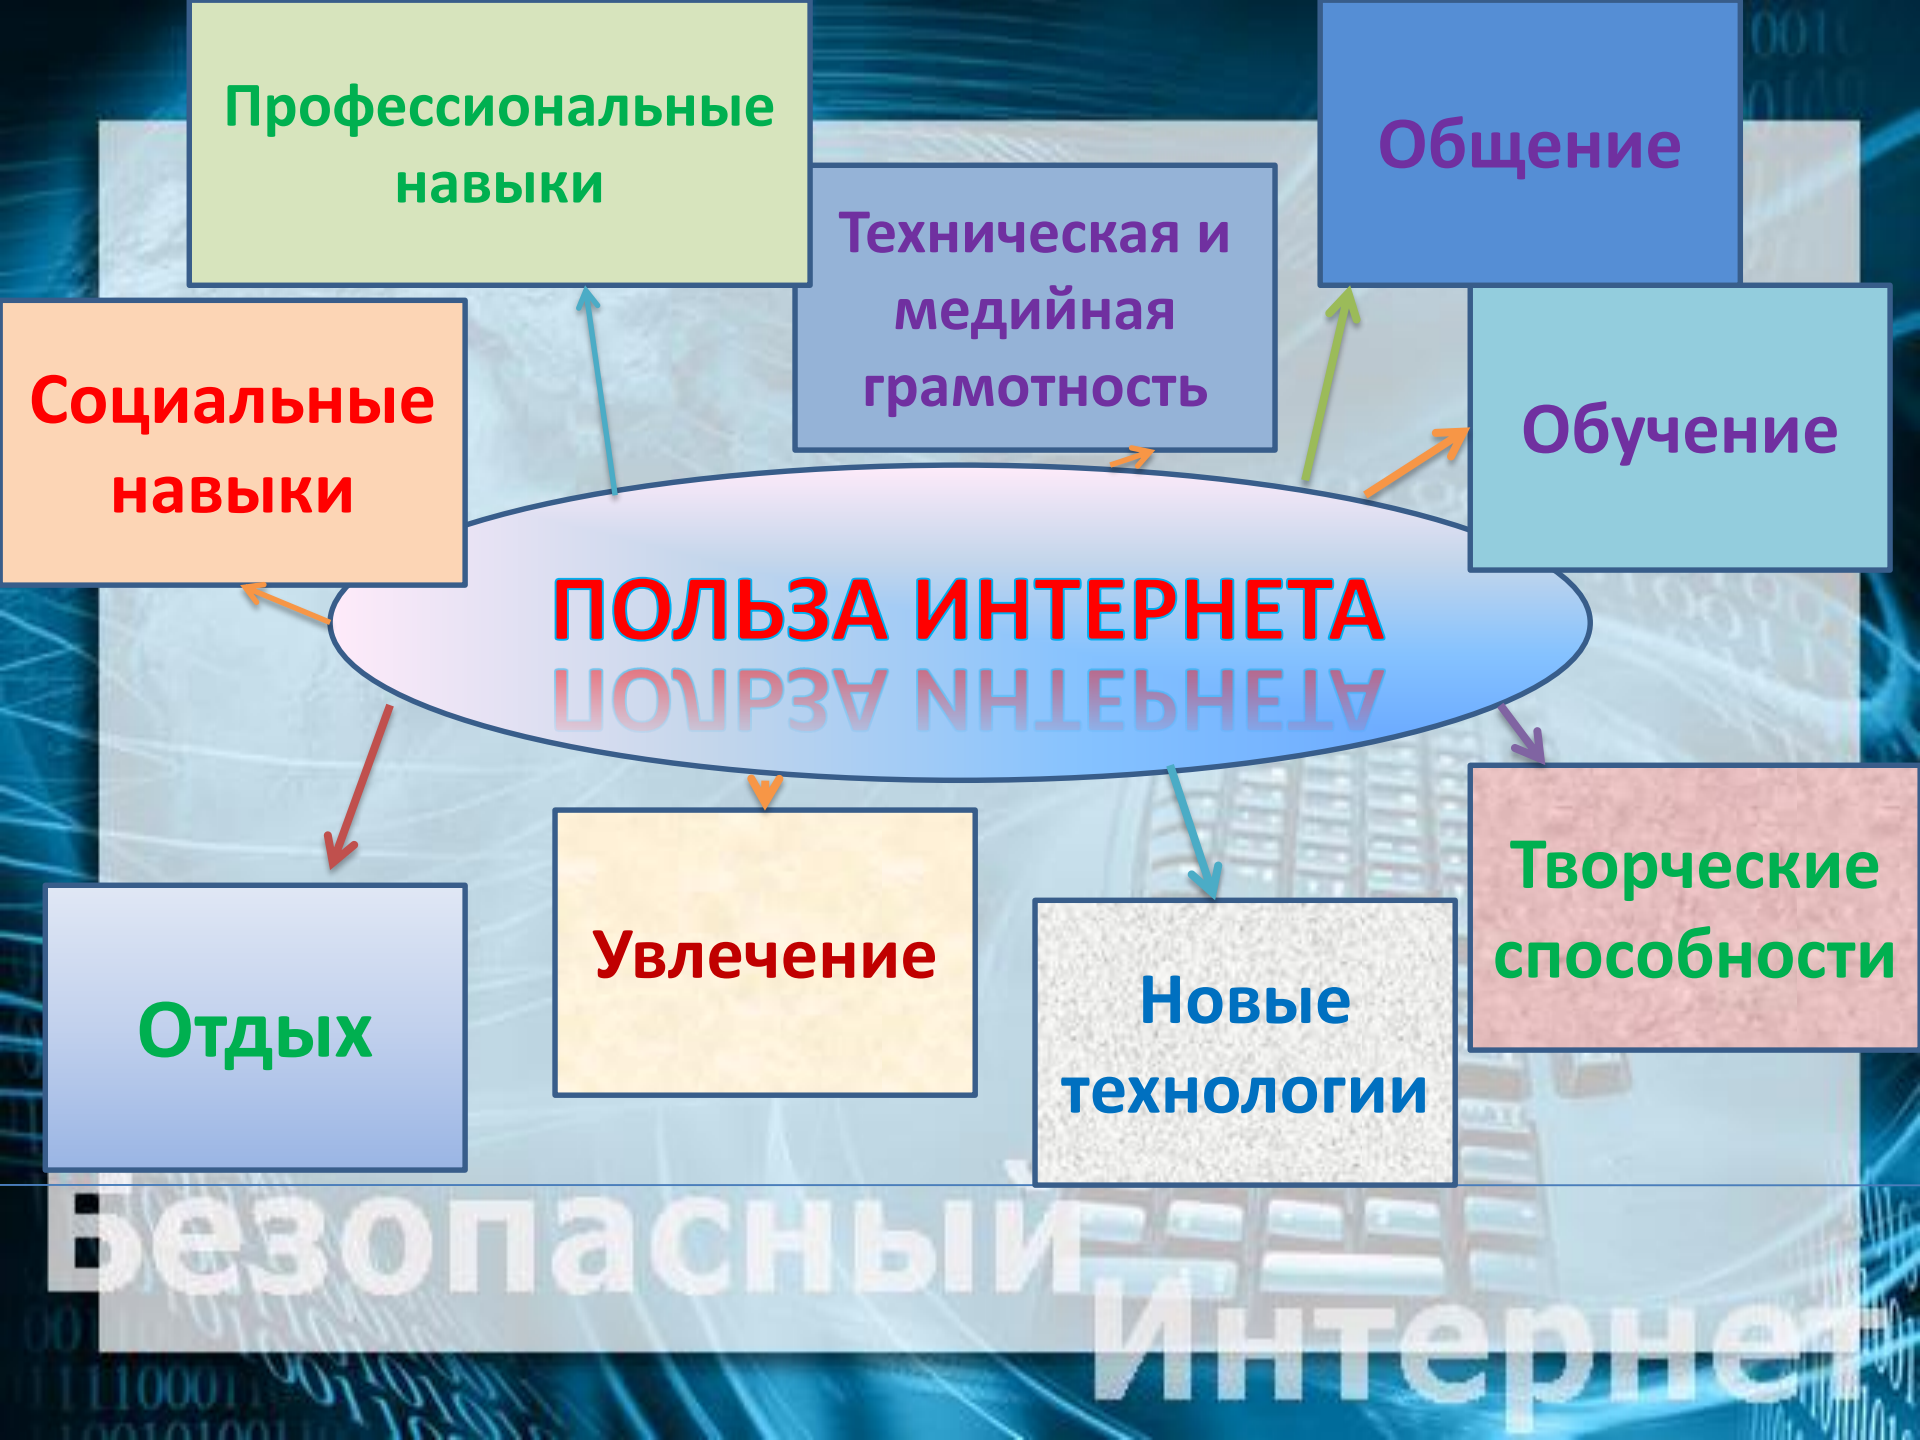 Профессиональные
навыки
Общение
Техническая и
медийная
грамотность
Социальные
навыки
Обучение
ПОЛЬЗА ИНТЕРНЕТА
Творческие
способности
Увлечение
Новые
технологии
Отдых
Безопасный
Интернет